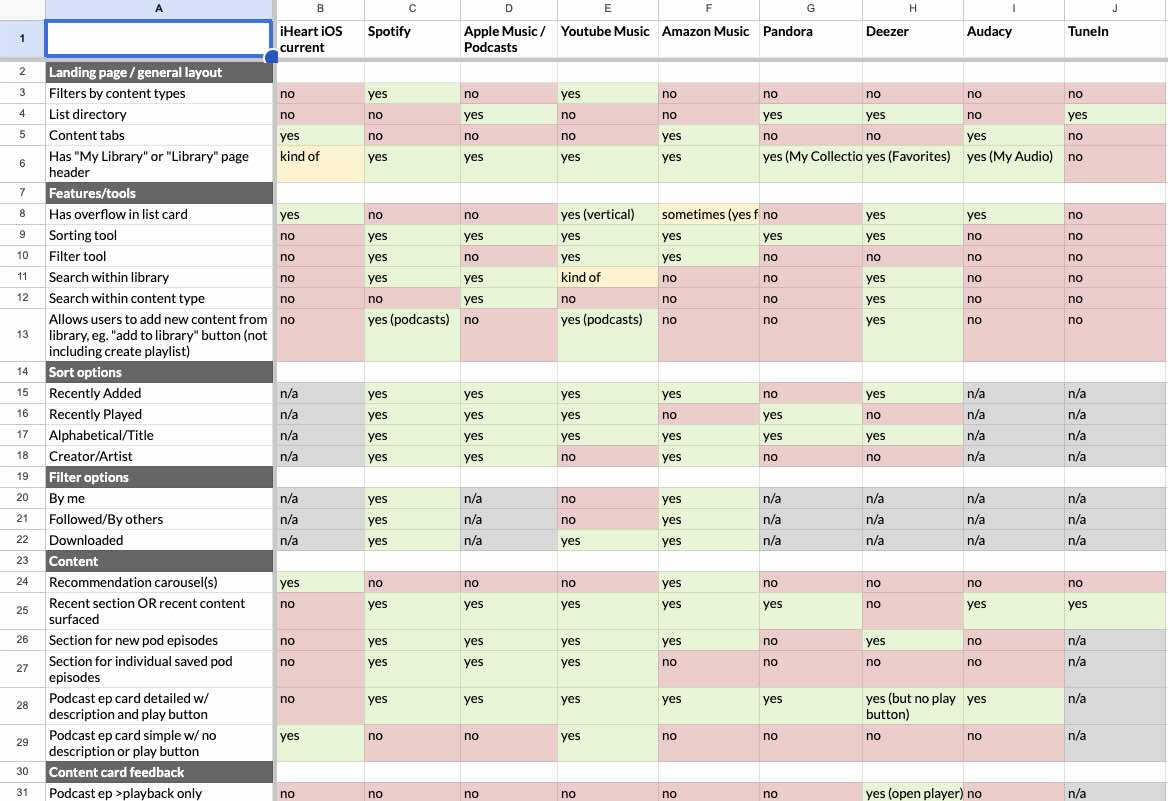 A B C D E F G H I J
1 iHeart iOS current Spotify Apple Music / Podcasts Youtube Music Amazon Music Pandora Deezer Audacy TuneIn
2 Landing page / general layout
3 Filters by content types no yes no yes no no no no no
4 List directory no no yes no no yes yes no yes
5 Content tabs yes no no no yes no no yes no
6 Has "My Library" or "Library" page header kind of yes yes yes yes yes (My Collectio yes (Favorites) yes (My Audio) no
7 Features/tools
8 Has overflow in list card yes no no yes (vertical) sometimes (yes f no yes yes no
9 Sorting tool no yes yes yes yes yes yes no no
10 Filter tool no yes no yes yes no no no no
11 Search within library no yes yes kind of no no yes no no
12 Search within content type no no yes no no no yes no no
13 Allows users to add new content from library, eg. "add to library" button (not including create playlist) no yes (podcasts) no yes (podcasts) no no yes no no
14 Sort options
15 Recently Added n/a yes yes yes yes no yes n/a n/a
16 Recently Played n/a yes yes yes no yes no n/a n/a
17 Alphabetical/Title n/a yes yes yes yes yes yes n/a n/a
18 Creator/Artist n/a yes yes no yes no no n/a n/a
19 Filter options
20 By me n/a yes n/a no yes n/a n/a n/a n/a
21 Followed/By others n/a yes n/a no yes n/a n/a n/a n/a
22 Downloaded n/a yes n/a yes yes n/a n/a n/a n/a
23 Content
24 Recommendation carousel(s) yes no no no yes no no no no
25 Recent section OR recent content surfaced no yes yes yes yes yes no yes yes
26 Section for new pod episodes no yes yes yes yes no yes no n/a
27 Section for individual saved pod episodes no yes yes yes no no no no n/a
28 Podcast ep card detailed w/ description and play button no yes yes yes yes yes yes (but no play button) yes n/a
29 Podcast ep card simple w/ no description or play button yes no no yes no no no no n/a
30 Content card feedback
31 Podcast ep >playback only no no no no no no yes (open player) no n/a